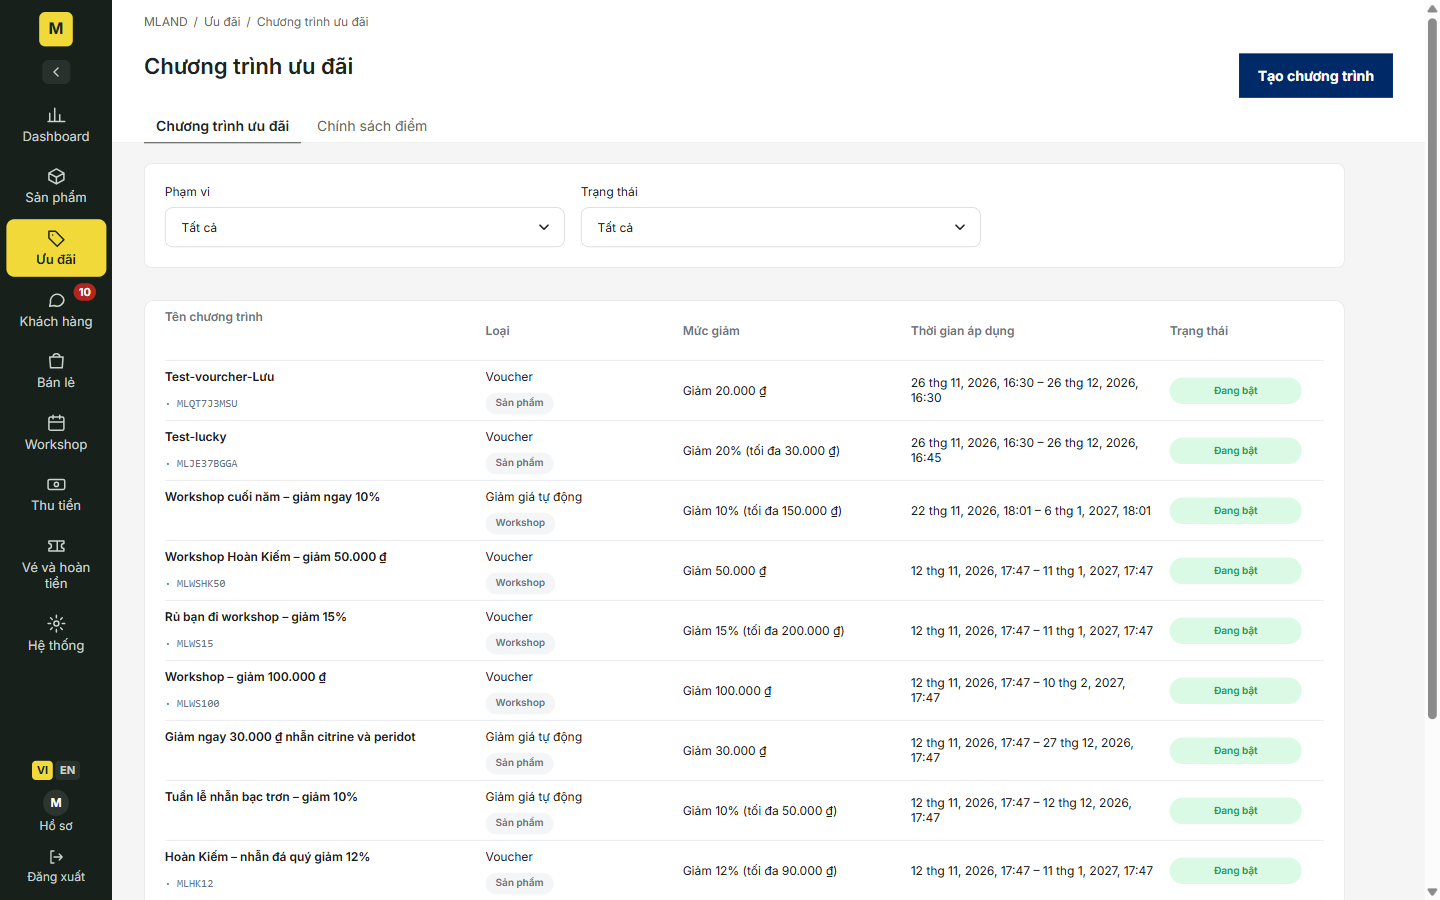 M
MLAND / Ưu đãi / Chương trình ưu đãi
Chương trình ưu đãi
Tạo chương trình
Chương trình ưu đãi
Chính sách điểm
Dashboard
Sản phẩm
Ưu đãi
10
Khách hàng
Bán lẻ
Workshop
Thu tiền
Vé và hoàn
tiền
Hệ thống
VI EN
M
Hồ sơ
Đăng xuất
Phạm vi
Trạng thái
Tất cả
Tất cả
Tên chương trình
Loại
Mức giảm
Thời gian áp dụng
Trạng thái
Test-vourcher-Lưu
• MLQT7J3MSU
Voucher
Sản phẩm
Giảm 20.000 ₫
26 thg 11, 2026, 16:30 – 26 thg 12, 2026,
16:30
Đang bật
Test-lucky
• MLJE37BGGA
Voucher
Sản phẩm
Giảm 20% (tối đa 30.000 ₫)
26 thg 11, 2026, 16:30 – 26 thg 12, 2026,
16:45
Đang bật
Workshop cuối năm – giảm ngay 10%
Giảm giá tự động
Workshop
Giảm 10% (tối đa 150.000 ₫)
22 thg 11, 2026, 18:01 – 6 thg 1, 2027, 18:01
Đang bật
Workshop Hoàn Kiếm – giảm 50.000 ₫
• MLWSHK50
Voucher
Workshop
Giảm 50.000 ₫
12 thg 11, 2026, 17:47 – 11 thg 1, 2027, 17:47
Đang bật
Rủ bạn đi workshop – giảm 15%
• MLWS15
Voucher
Workshop
Giảm 15% (tối đa 200.000 ₫)
12 thg 11, 2026, 17:47 – 11 thg 1, 2027, 17:47
Đang bật
Workshop – giảm 100.000 ₫
• MLWS100
Voucher
Workshop
Giảm 100.000 ₫
12 thg 11, 2026, 17:47 – 10 thg 2, 2027,
17:47
Đang bật
Giảm ngay 30.000 ₫ nhẫn citrine và peridot
Giảm giá tự động
Sản phẩm
Giảm 30.000 ₫
12 thg 11, 2026, 17:47 – 27 thg 12, 2026,
17:47
Đang bật
Tuần lễ nhẫn bạc trơn – giảm 10%
Giảm giá tự động
Sản phẩm
Giảm 10% (tối đa 50.000 ₫)
12 thg 11, 2026, 17:47 – 12 thg 12, 2026,
17:47
Đang bật
Hoàn Kiếm – nhẫn đá quý giảm 12%
• MLHK12
Voucher
Sản phẩm
Giảm 12% (tối đa 90.000 ₫)
12 thg 11, 2026, 17:47 – 11 thg 1, 2027, 17:47
Đang bật